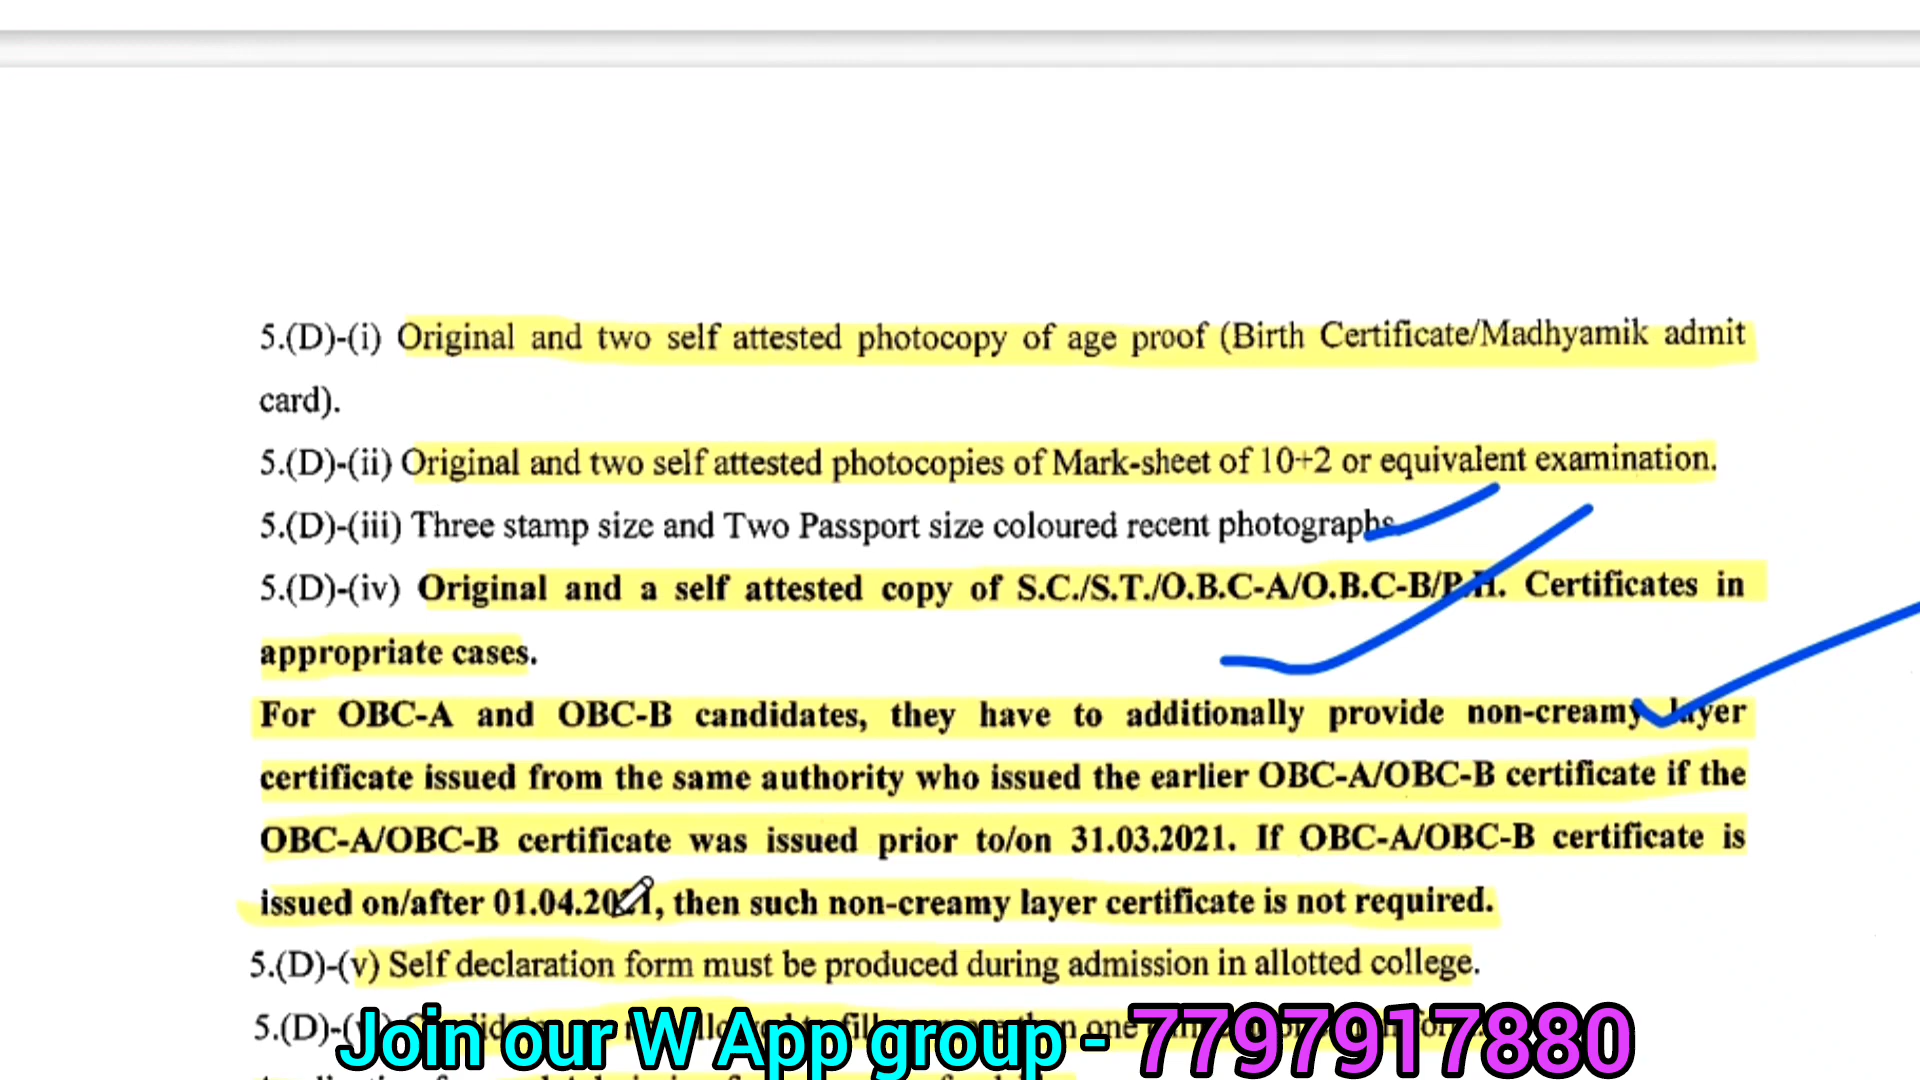 5.(D)-(i) Original and two self attested photocopy of age proof (Birth Certificate/Madhyamik admit
card).
5.(D)-(ii) Original and two self attested photocopies of Mark-sheet of 10+2 or equivalent examination.
5.(D)-(iii) Three stamp size and Two Passport size coloured recent photographs
5.(D)-(iv) Original and a self attested copy of S.C./S.T./O.B.C-A/O.B.C-B/P.H. Certificates in
appropriate cases.
For OBC-A and OBC-B candidates, they have to additionally provide non-creamy layer
certificate issued from the same authority who issued the earlier OBC-A/OBC-B certificate if the
OBC-A/OBC-B certificate was issued prior to/on 31.03.2021. If OBC-A/OBC-B certificate is
issued on/after 01.04.2021, then such non-creamy layer certificate is not required.
5.(D)-(v) Self declaration form must be produced during admission in allotted college.
5.(D)- than one
Join our W App group - 7797917880